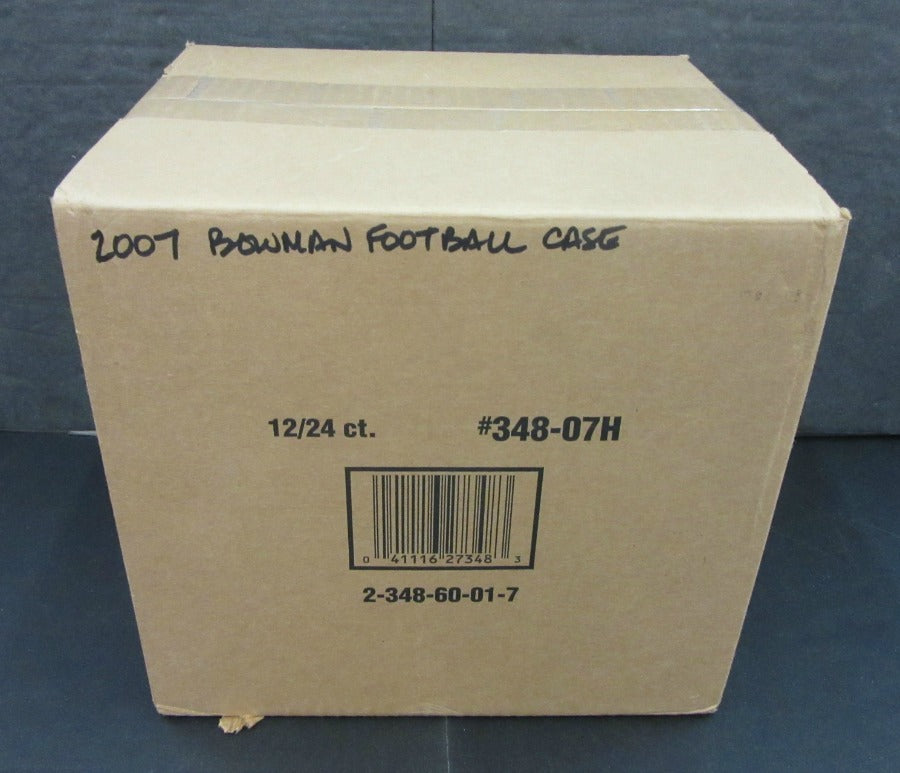 2007 BOWMAN FOOTBALL CASE
12/24 ct. #348-07H
0 41116 27348 3
2-348-60-01-7